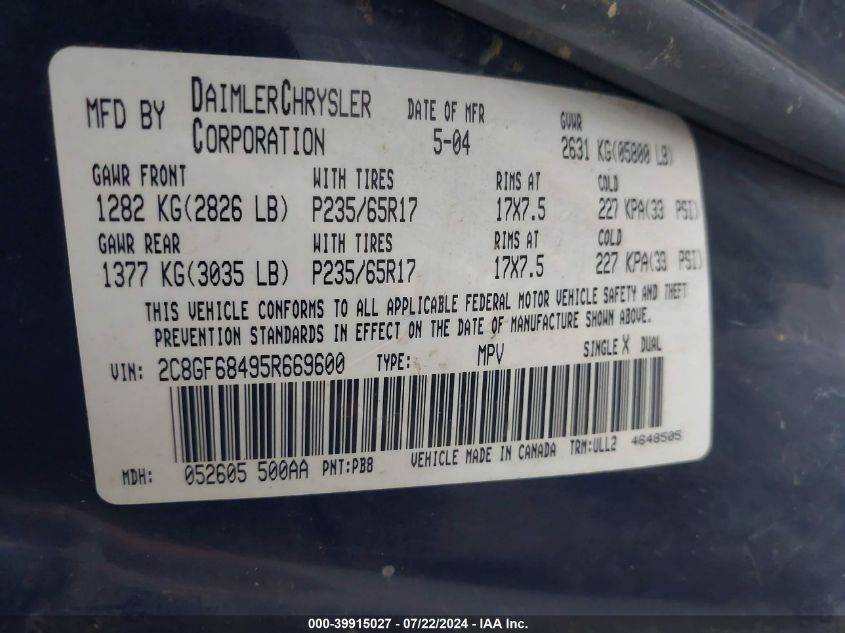 MFD BY DAIMLERCHRYSLER CORPORATION DATE OF MFR 5-04 GVWR 2631 KG(05800 LB)
GAWR FRONT WITH TIRES RIMS AT COLD
1282 KG(2826 LB) P235/65R17 17X7.5 227 KPA(33 PSI)
GAWR REAR WITH TIRES RIMS AT COLD
1377 KG(3035 LB) P235/65R17 17X7.5 227 KPA(33 PSI)
THIS VEHICLE CONFORMS TO ALL APPLICABLE FEDERAL MOTOR VEHICLE SAFETY AND THEFT
PREVENTION STANDARDS IN EFFECT ON THE DATE OF MANUFACTURE SHOWN ABOVE.
VIN: 2C8GF68495R669600 TYPE: MPV SINGLE X DUAL
MDH: 052605 500AA PNT:PB8 VEHICLE MADE IN CANADA TRM:ULL2 4648505
000-39915027 - 07/22/2024 - IAA Inc.